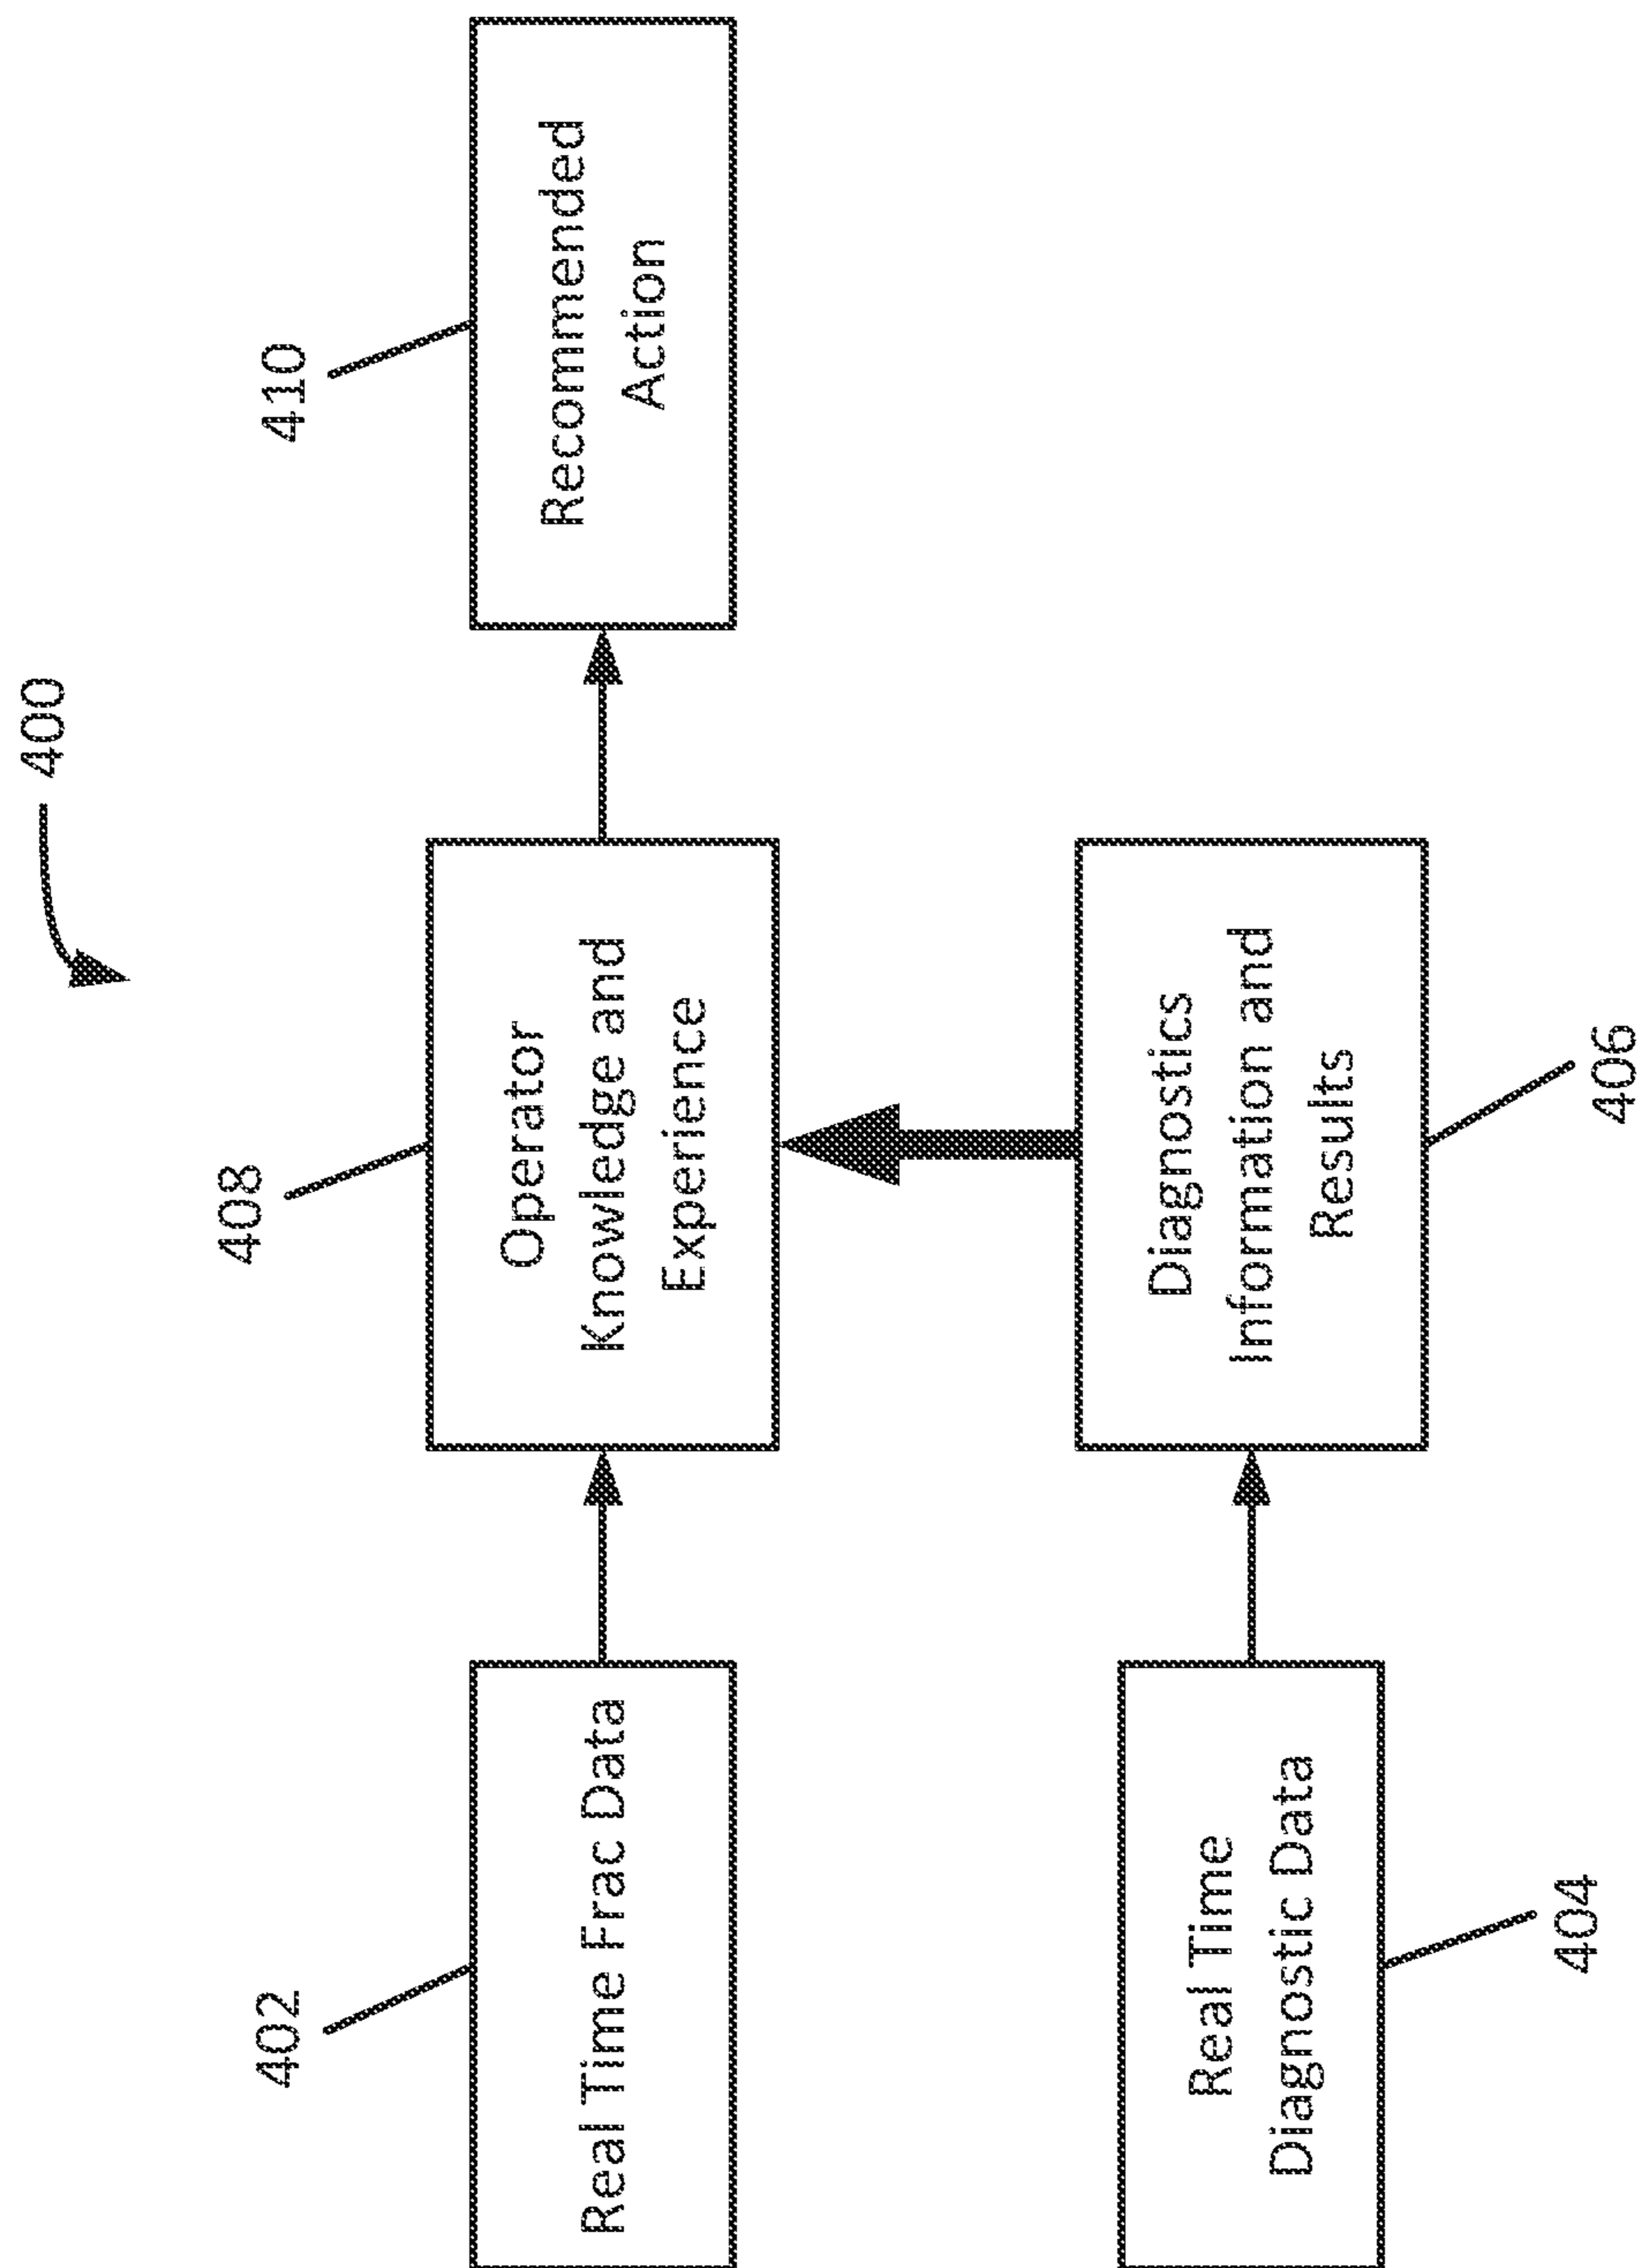 400
402
Real Time Frac Data
408
Operator
Knowledge and
Experience
410
Recommended
Action
Real Time
Diagnostic Data
404
Diagnostics
Information and
Results
406